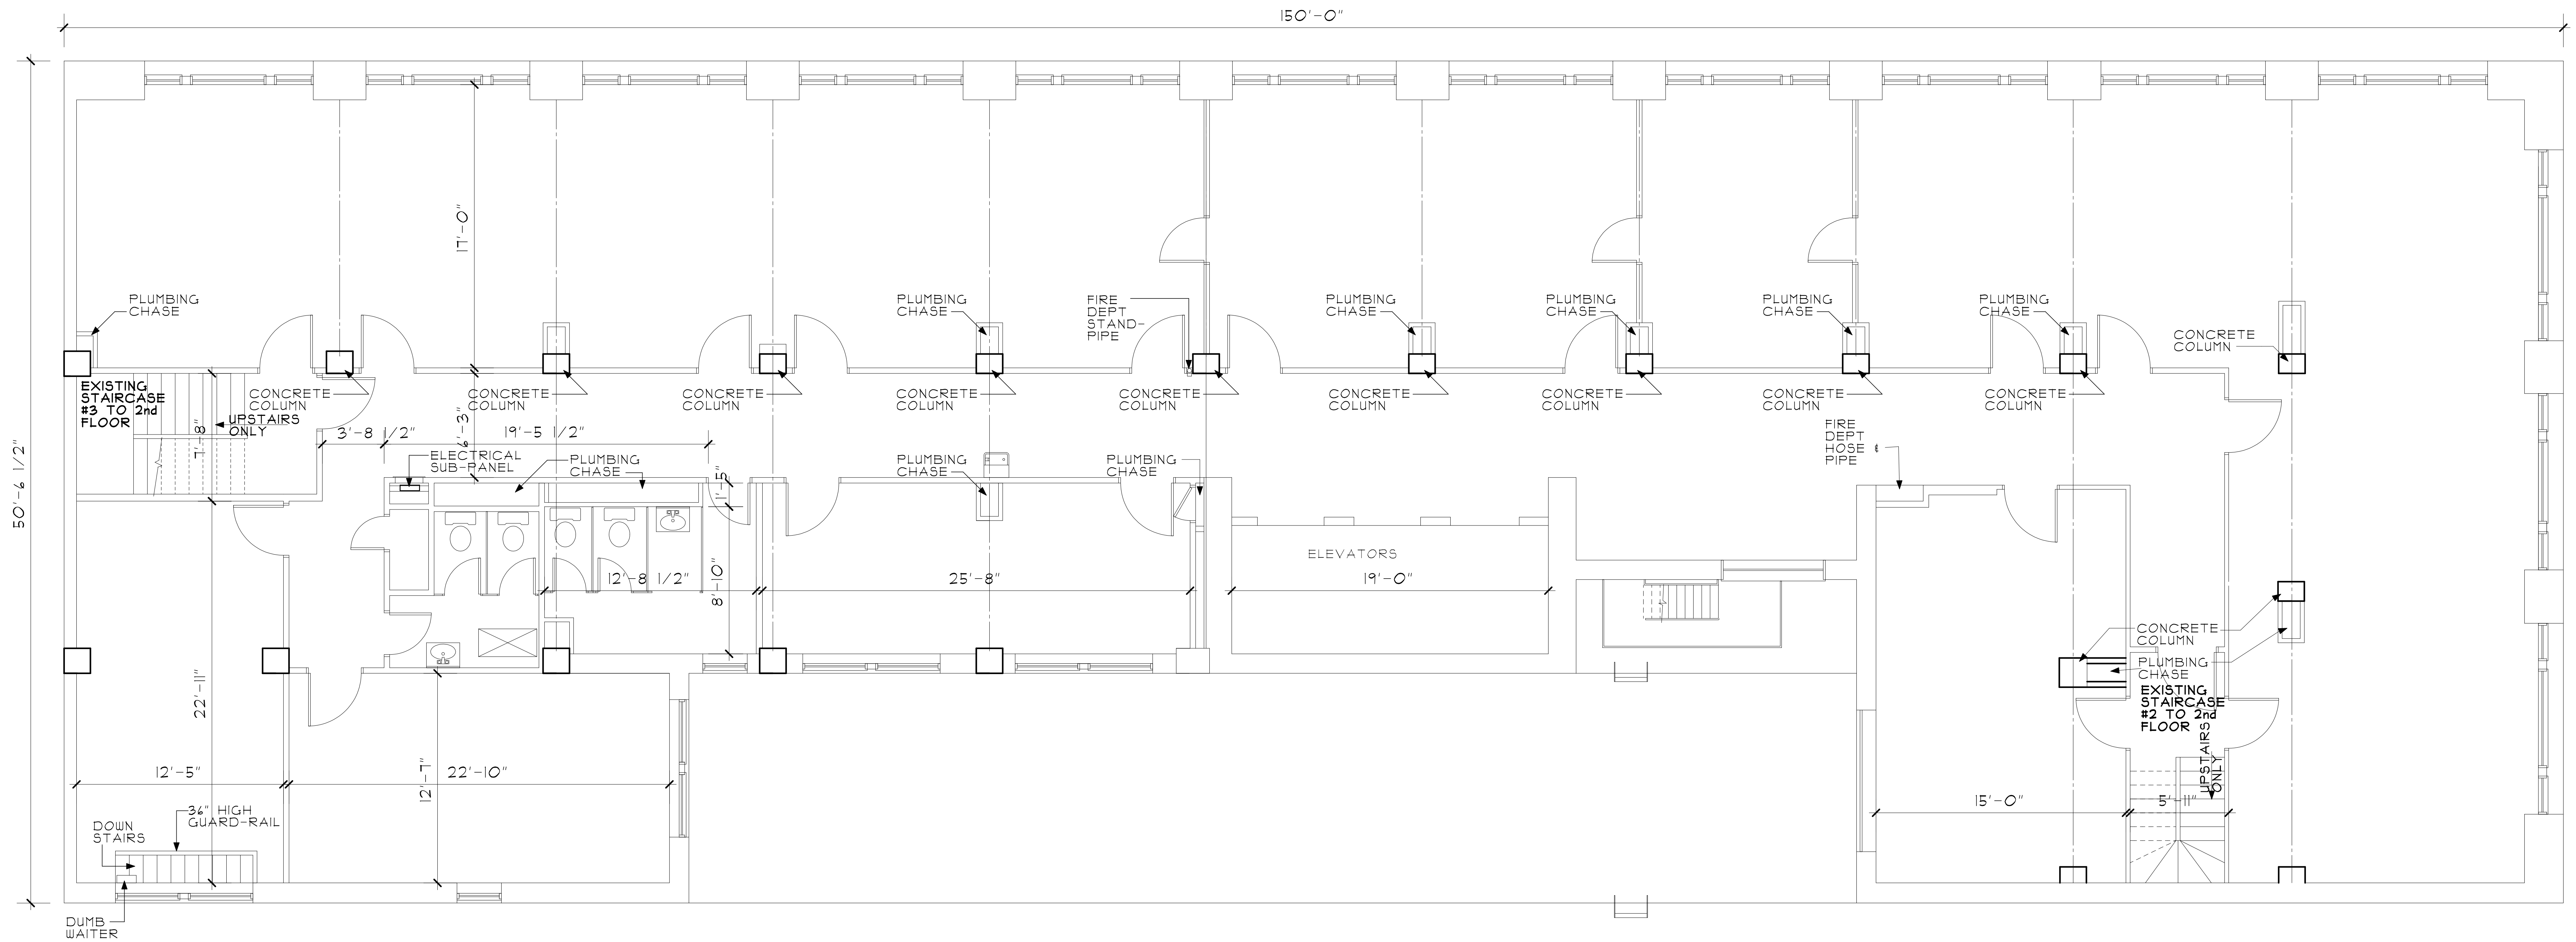 150'-0"
50'-6 1/2"
17'-0"
PLUMBING
CHASE
PLUMBING
CHASE
FIRE
DEPT
STAND-
PIPE
PLUMBING
CHASE
PLUMBING
CHASE
PLUMBING
CHASE
PLUMBING
CHASE
CONCRETE
COLUMN
EXISTING
STAIRCASE
#3 TO 2nd
FLOOR
UPSTAIRS
ONLY
7'-8"
CONCRETE
COLUMN
CONCRETE
COLUMN
CONCRETE
COLUMN
CONCRETE
COLUMN
CONCRETE
COLUMN
CONCRETE
COLUMN
CONCRETE
COLUMN
CONCRETE
COLUMN
CONCRETE
COLUMN
3'-8 1/2"
6'-3"
19'-5 1/2"
ELECTRICAL
SUB-PANEL
PLUMBING
CHASE
1'-5"
PLUMBING
CHASE
PLUMBING
CHASE
FIRE
DEPT
HOSE &
PIPE
ELEVATORS
12'-8 1/2"
8'-10"
25'-8"
19'-0"
CONCRETE
COLUMN
PLUMBING
CHASE
EXISTING
STAIRCASE
#2 TO 2nd
FLOOR
UPSTAIRS
ONLY
22'-11"
12'-5"
12'-7"
22'-10"
15'-0"
5'-11"
36" HIGH
GUARD-RAIL
DOWN
STAIRS
DUMB
WAITER